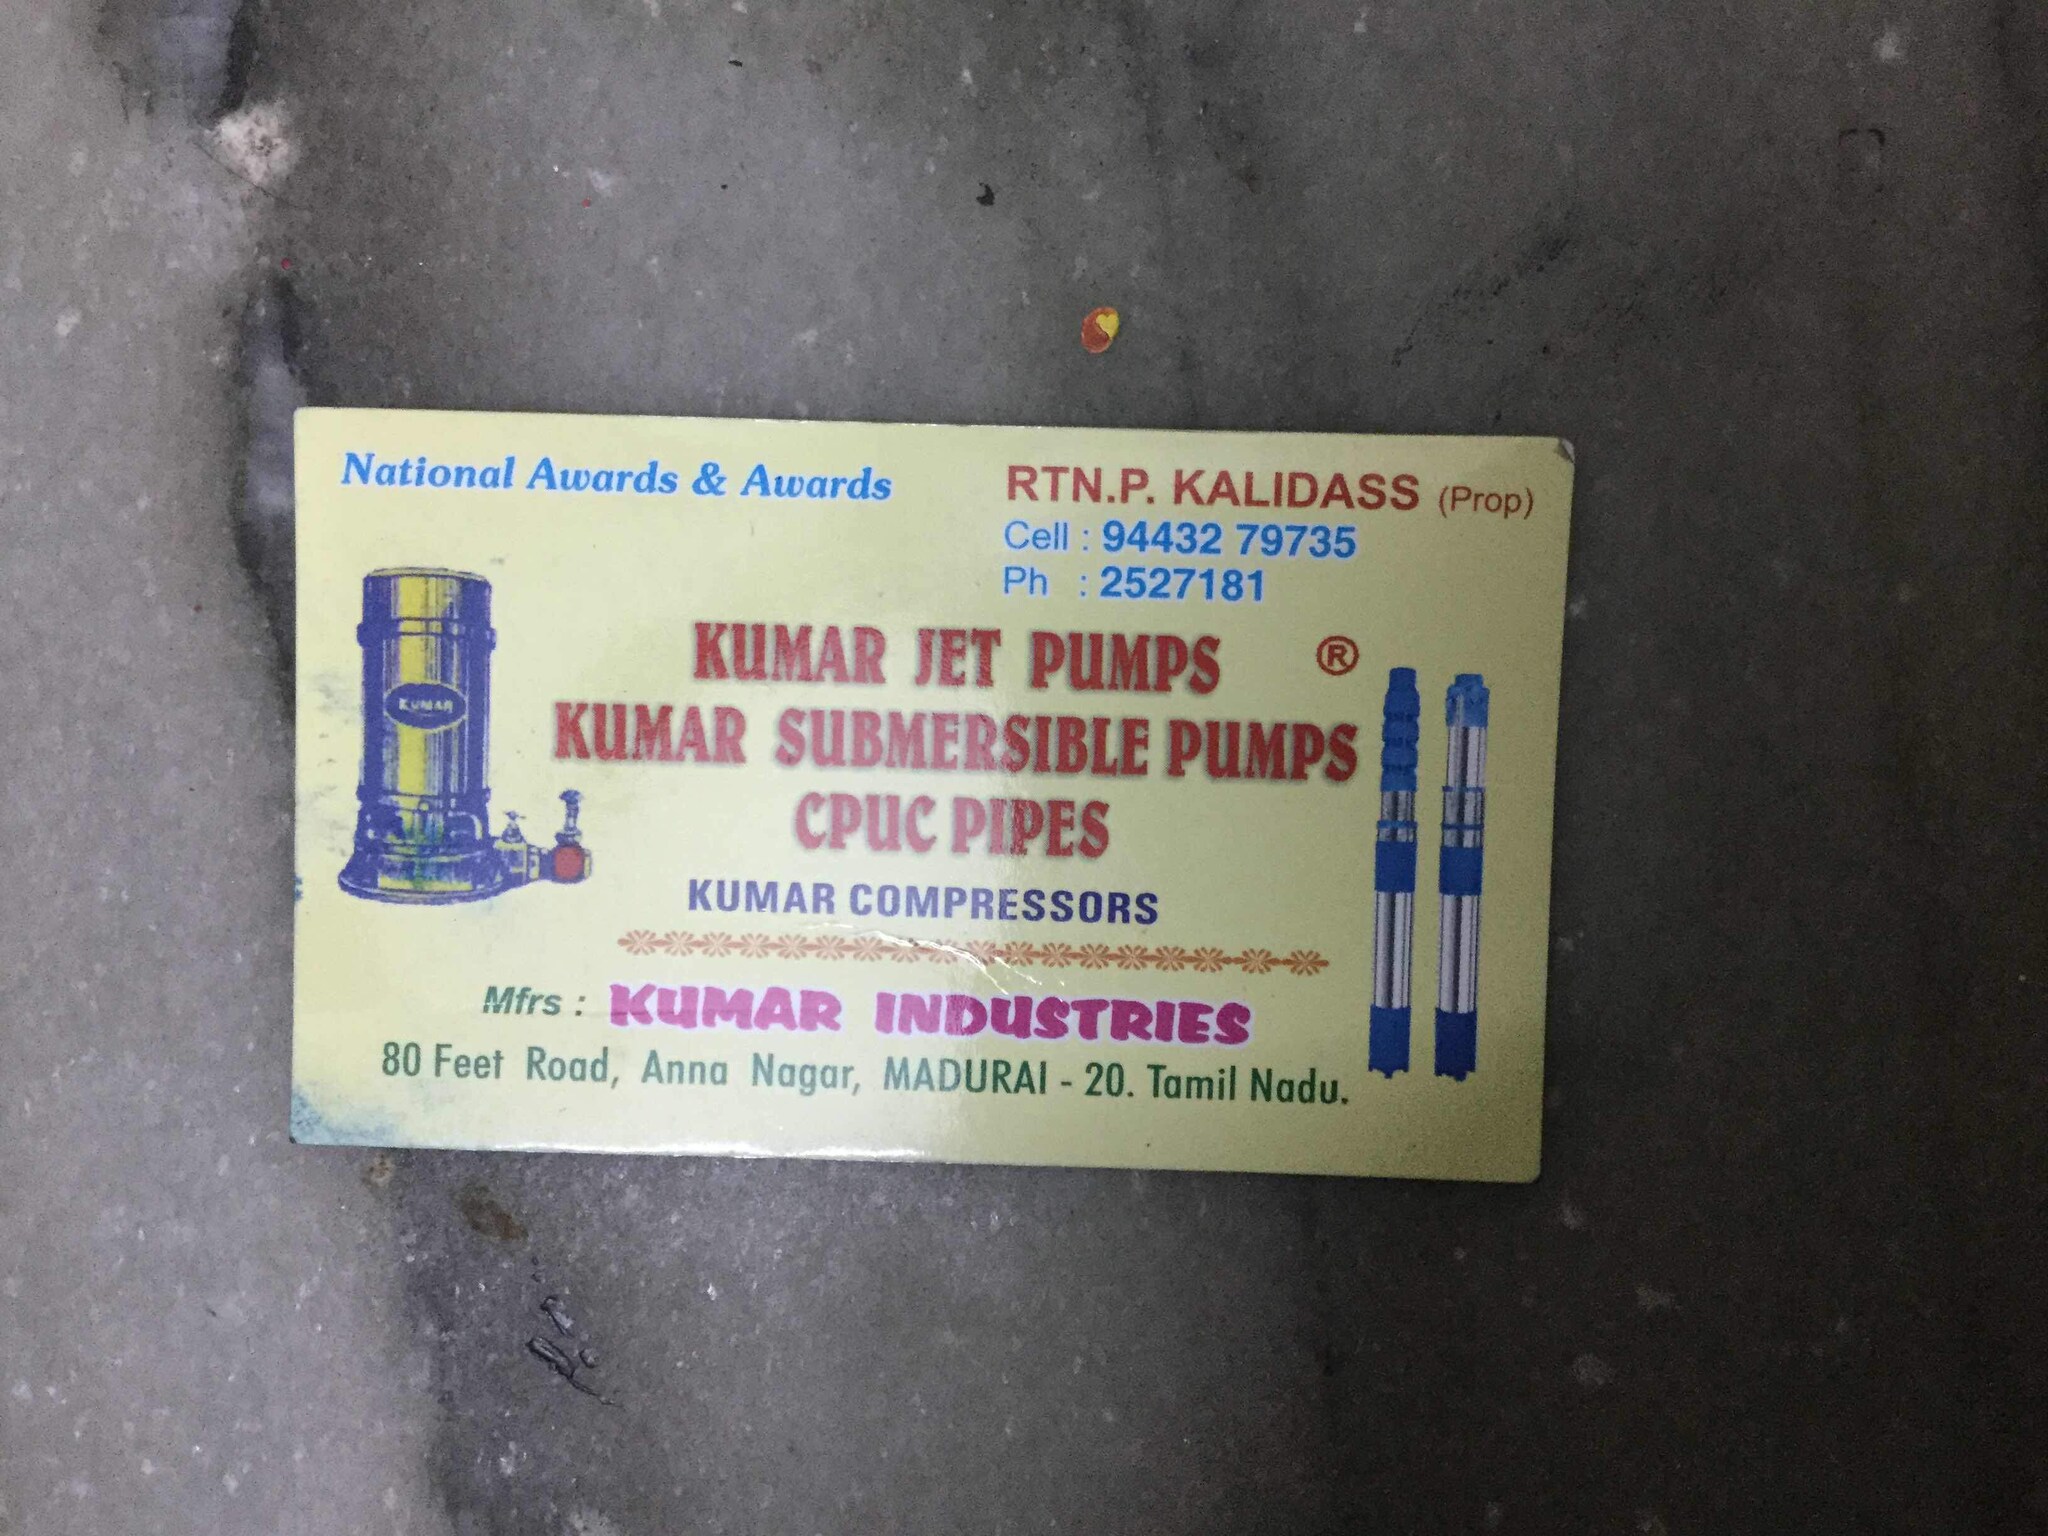 National Awards & Awards
RTN.P. KALIDASS (Prop)
Cell : 94432 79735
Ph : 2527181
KUMAR JET PUMPS ®
KUMAR SUBMERSIBLE PUMPS
CPUC PIPES
KUMAR COMPRESSORS
KUMAR
Mfrs : KUMAR INDUSTRIES
80 Feet Road, Anna Nagar, MADURAI - 20. Tamil Nadu.